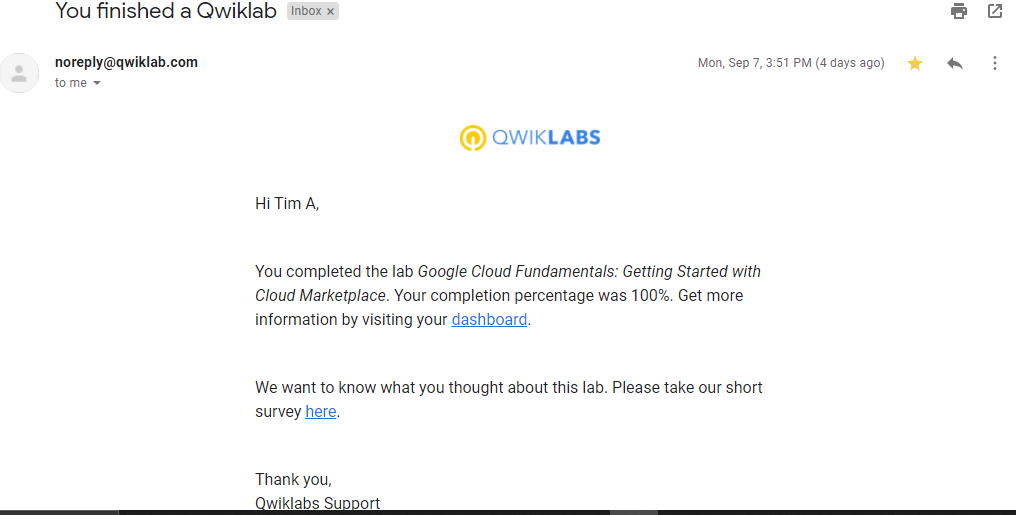 You finished a Qwiklab Inbox ×
noreply@qwiklab.com Mon, Sep 7, 3:51 PM (4 days ago)
to me
QWIKLABS
Hi Tim A,
You completed the lab Google Cloud Fundamentals: Getting Started with
Cloud Marketplace. Your completion percentage was 100%. Get more
information by visiting your dashboard.
We want to know what you thought about this lab. Please take our short
survey here.
Thank you,
Qwiklabs Support